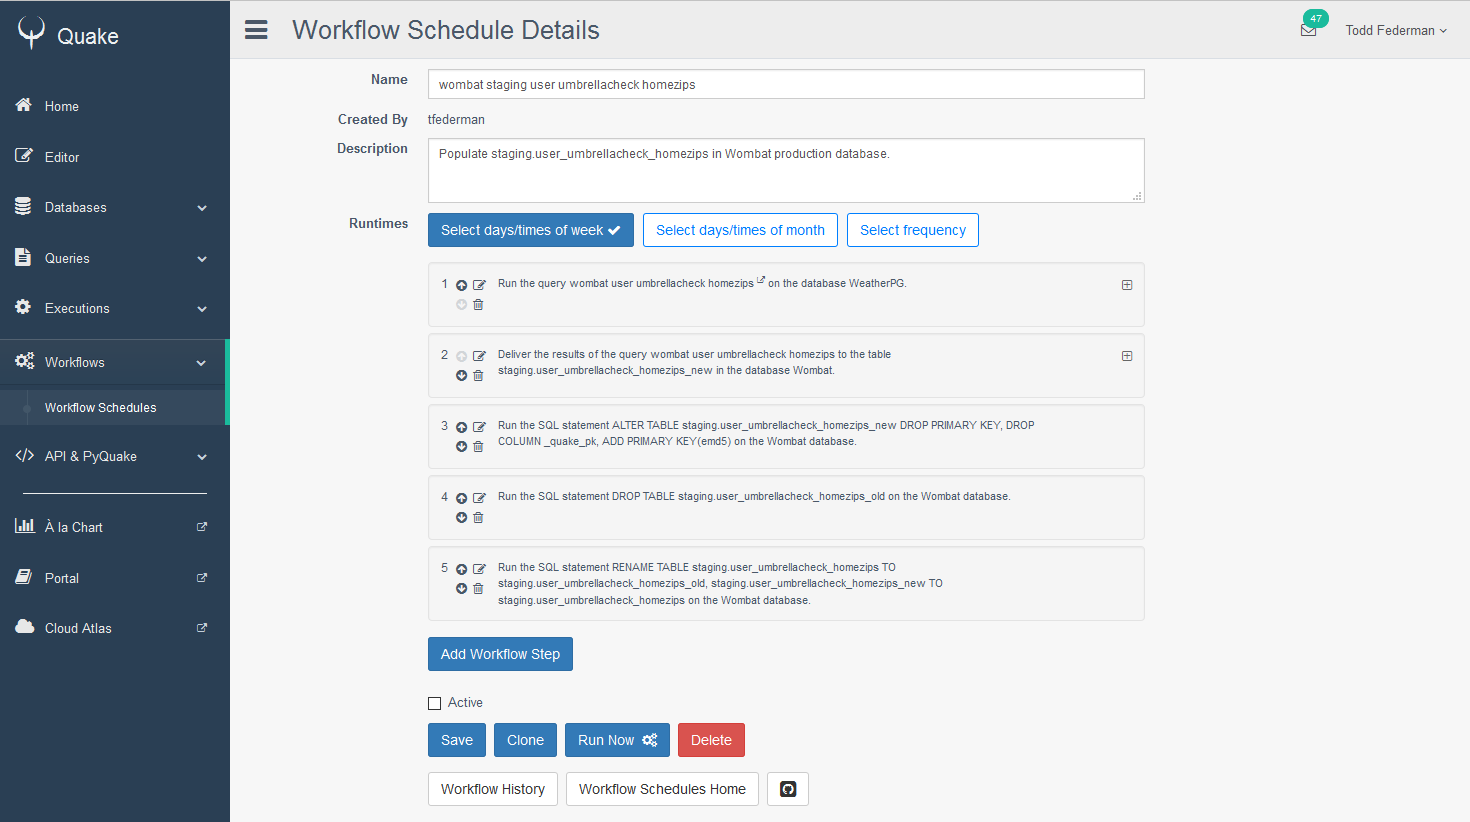 Quake
Workflow Schedule Details
47
Todd Federman
Home
Editor
Databases
Queries
Executions
Workflows
Workflow Schedules
API & PyQuake
À la Chart
Portal
Cloud Atlas
Name
wombat staging user umbrellacheck homezips
Created By
tfederman
Description
Populate staging.user_umbrellacheck_homezips in Wombat production database.
Runtimes
Select days/times of week
Select days/times of month
Select frequency
1
Run the query wombat user umbrellacheck homezips on the database WeatherPG.
2
Deliver the results of the query wombat user umbrellacheck homezips to the table
staging.user_umbrellacheck_homezips_new in the database Wombat.
3
Run the SQL statement ALTER TABLE staging.user_umbrellacheck_homezips_new DROP PRIMARY KEY, DROP
COLUMN _quake_pk, ADD PRIMARY KEY(emd5) on the Wombat database.
4
Run the SQL statement DROP TABLE staging.user_umbrellacheck_homezips_old on the Wombat database.
5
Run the SQL statement RENAME TABLE staging.user_umbrellacheck_homezips TO
staging.user_umbrellacheck_homezips_old, staging.user_umbrellacheck_homezips_new TO
staging.user_umbrellacheck_homezips on the Wombat database.
Add Workflow Step
Active
Save
Clone
Run Now
Delete
Workflow History
Workflow Schedules Home